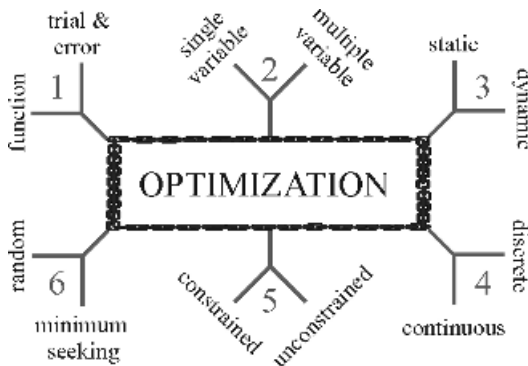 trial &
error
function
1
single
variable
multiple
variable
2
static
dynamic
3
OPTIMIZATION
random
minimum
seeking
6
constrained
unconstrained
5
discrete
continuous
4